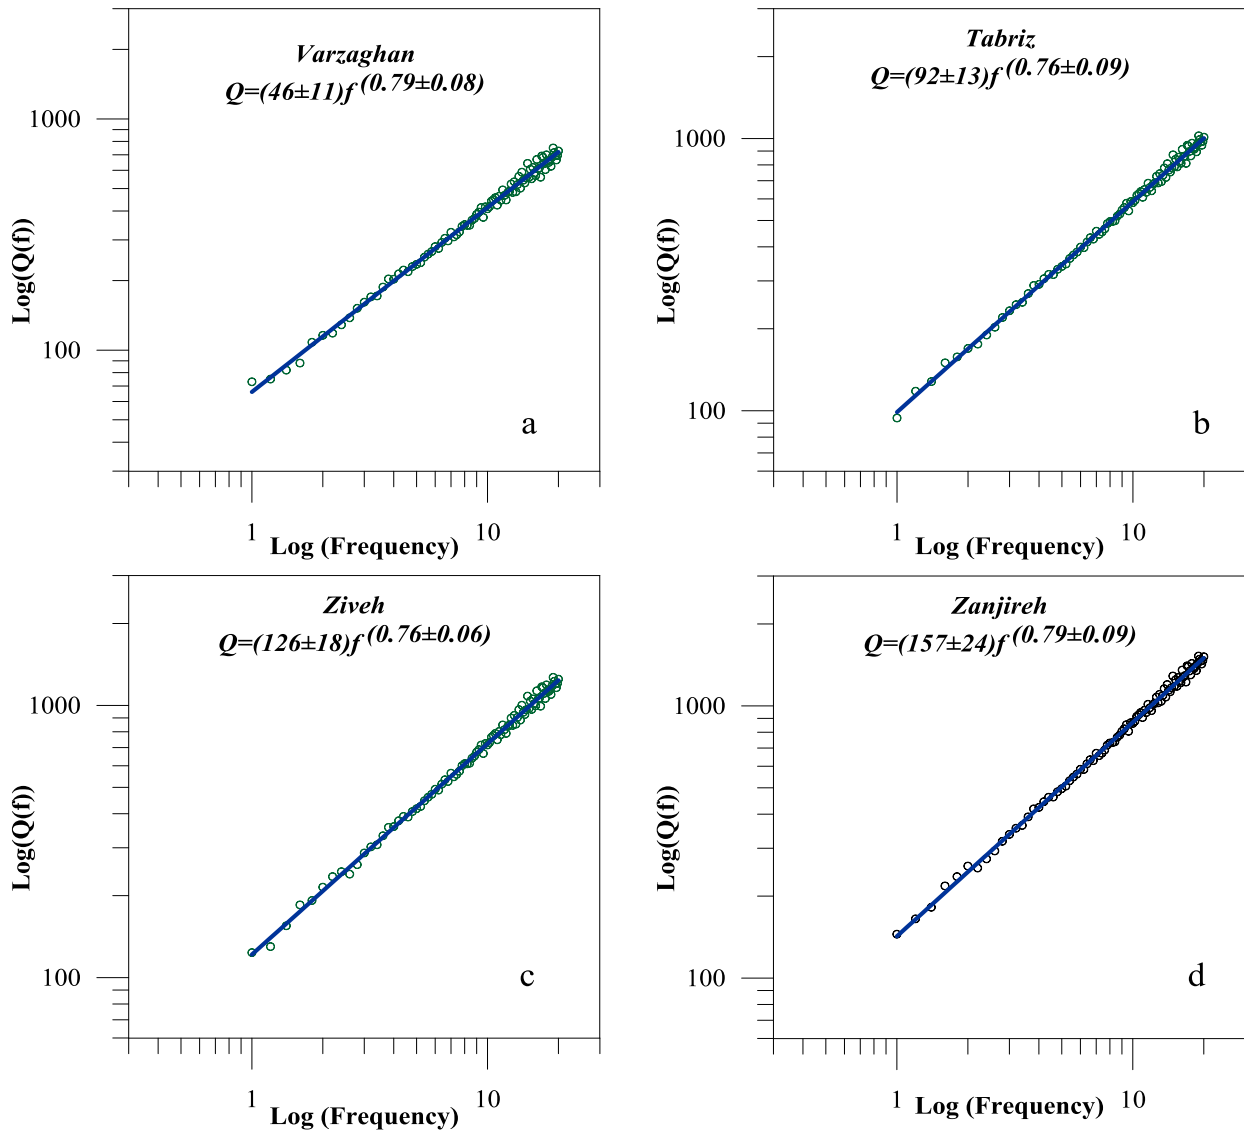 Varzaghan
Q=(46±11)f(0.79±0.08)
1000
100
Log(Q(f))
a
1
10
Log (Frequency)
Tabriz
Q=(92±13)f(0.76±0.09)
1000
100
Log(Q(f))
b
1
10
Log (Frequency)
Ziveh
Q=(126±18)f(0.76±0.06)
1000
100
Log(Q(f))
c
1
10
Log (Frequency)
Zanjireh
Q=(157±24)f(0.79±0.09)
1000
100
Log(Q(f))
d
1
10
Log (Frequency)